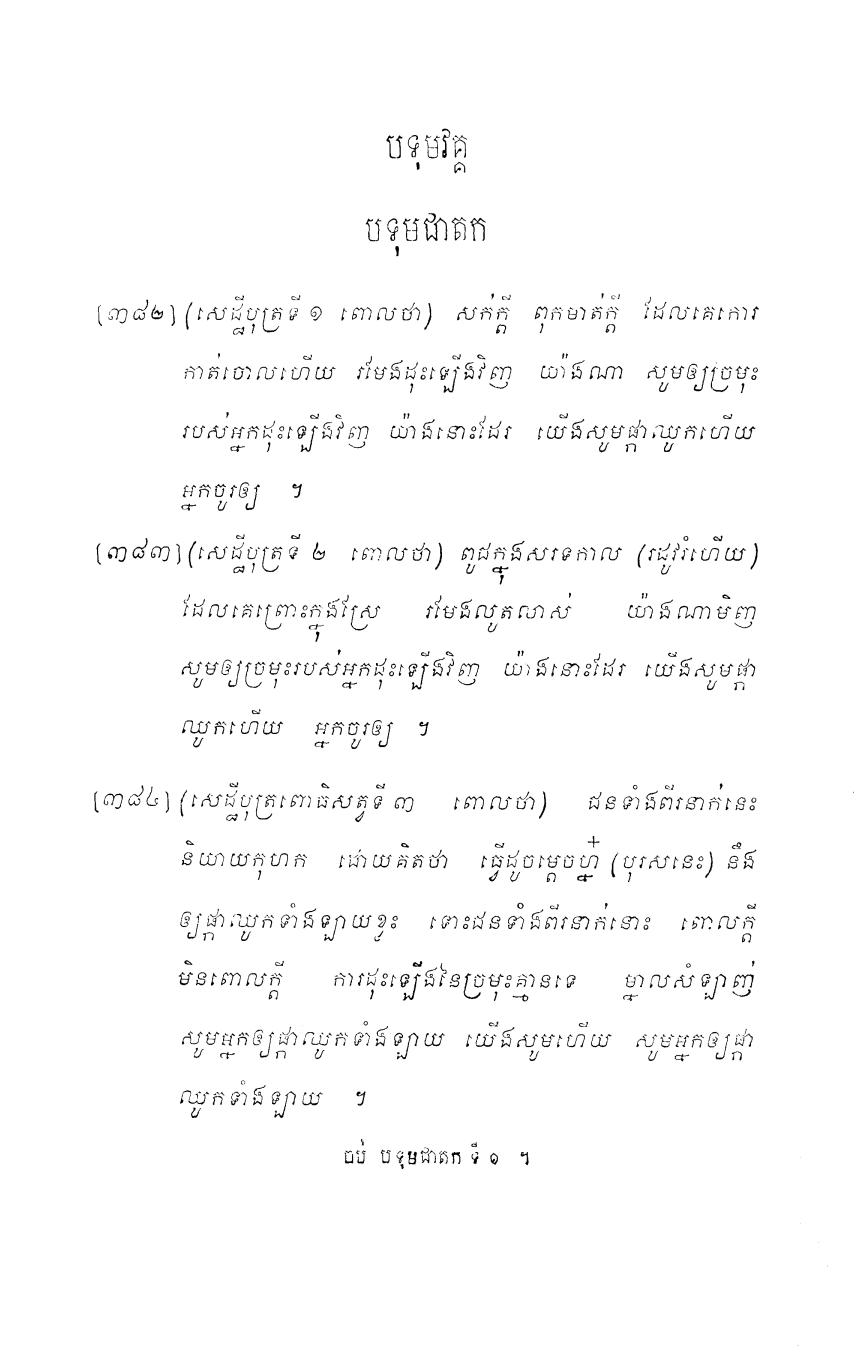 បទុមវគ្គ
បទុមជាតក
[៣៨២] (សេដ្ឋីបុត្រទី ១ ពោលថា) សក់ក្តី ពុកមាត់ក្តី ដែលគេកោរ
កាត់ចោលហើយ រមែងដុះឡើងវិញ យ៉ាងណា សូមឲ្យច្រមុះ
របស់អ្នកដុះឡើងវិញ យ៉ាងនោះដែរ យើងសូមផ្កាឈូកហើយ
អ្នកចូរឲ្យ ។
[៣៨៣] (សេដ្ឋីបុត្រទី ២ ពោលថា) ពូជក្នុងសរទកាល (រដូវរំហើយ)
ដែលគេព្រោះក្នុងស្រែ រមែងលូតលាស់ យ៉ាងណាមិញ
សូមឲ្យច្រមុះរបស់អ្នកដុះឡើងវិញ យ៉ាងនោះដែរ យើងសូមផ្កា
ឈូកហើយ អ្នកចូរឲ្យ ។
[៣៨៤] (សេដ្ឋីបុត្រពោធិសត្វទី ៣ ពោលថា) ជនទាំងពីរនាក់នេះ
និយាយកុហក ដោយគិតថា ធ្វើដូចម្តេចហ្ន៎ (បុរសនេះ) នឹង
ឲ្យផ្កាឈូកទាំងឡាយខ្លះ ទោះជនទាំងពីរនាក់នោះ ពោលក្តី
មិនពោលក្តី ការដុះឡើងនៃច្រមុះគ្មានទេ ម្នាលសំឡាញ់
សូមអ្នកឲ្យផ្កាឈូកទាំងឡាយ យើងសូមហើយ សូមអ្នកឲ្យផ្កា
ឈូកទាំងឡាយ ។
ចប់ បទុមជាតក ទី ១ ។